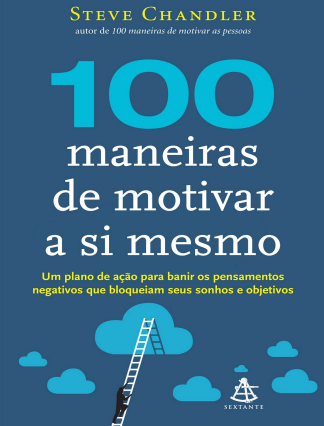 STEVE CHANDLER
autor de 100 maneiras de motivar as pessoas
100
maneiras
de motivar
a si mesmo
Um plano de ação para banir os pensamentos
negativos que bloqueiam seus sonhos e objetivos
SEXTANTE